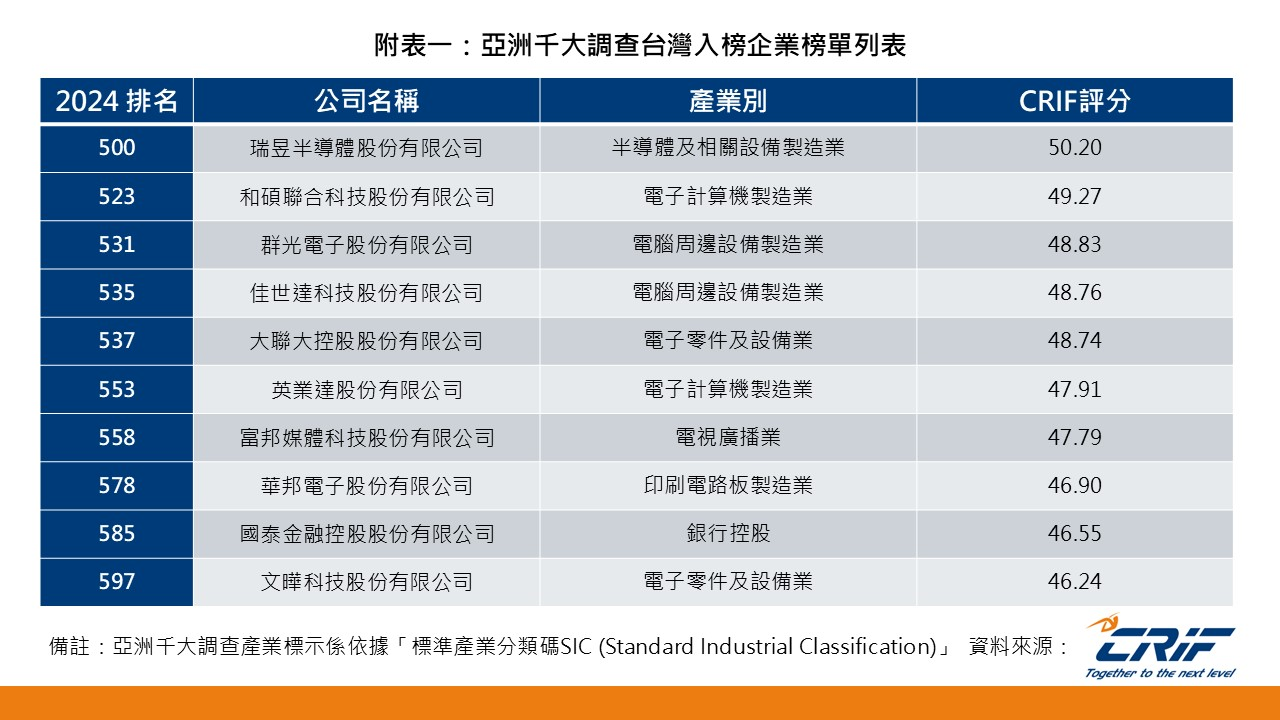 附表一：亞洲千大調查台灣入榜企業榜單列表
2024 排名 公司名稱 產業別 CRIF評分
500 瑞昱半導體股份有限公司 半導體及相關設備製造業 50.20
523 和碩聯合科技股份有限公司 電子計算機製造業 49.27
531 群光電子股份有限公司 電腦周邊設備製造業 48.83
535 佳世達科技股份有限公司 電腦周邊設備製造業 48.76
537 大聯大控股股份有限公司 電子零件及設備業 48.74
553 英業達股份有限公司 電子計算機製造業 47.91
558 富邦媒體科技股份有限公司 電視廣播業 47.79
578 華邦電子股份有限公司 印刷電路板製造業 46.90
585 國泰金融控股股份有限公司 銀行控股 46.55
597 文曄科技股份有限公司 電子零件及設備業 46.24
備註：亞洲千大調查產業標示係依據「標準產業分類碼SIC (Standard Industrial Classification)」 資料來源：
CRIF
Together to the next level